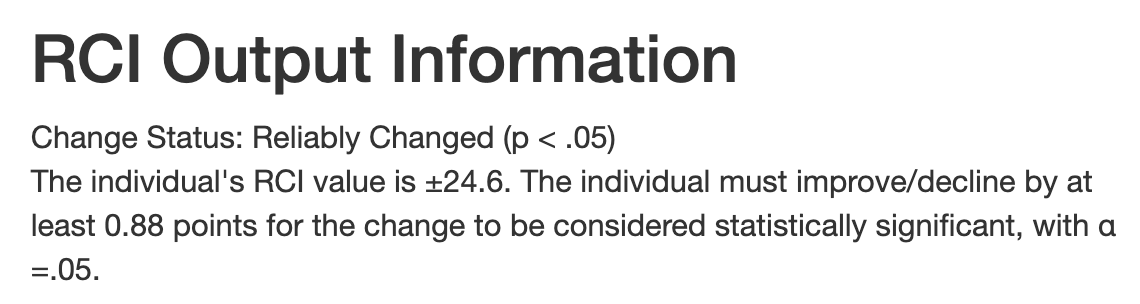 RCI Output Information
Change Status: Reliably Changed (p < .05)
The individual's RCI value is ±24.6. The individual must improve/decline by at
least 0.88 points for the change to be considered statistically significant, with α
=.05.